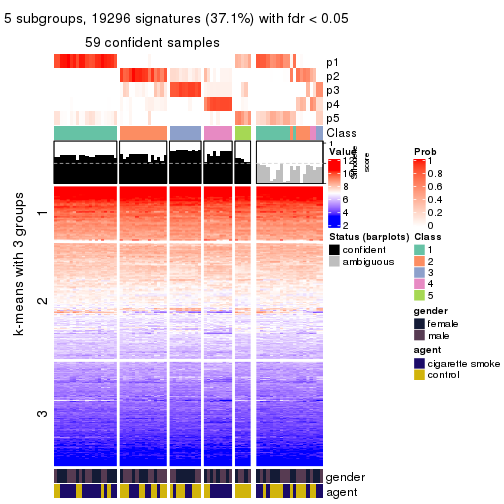 5 subgroups, 19296 signatures (37.1%) with fdr < 0.05
59 confident samples
p1
p2
p3
p4
p5
Class
1
Silhouette
score
k-means with 3 groups
1
2
3
Value
12
10
8
6
4
2
Status (barplots)
confident
ambiguous
Prob
1
0.8
0.6
0.4
0.2
0
Class
1
2
3
4
5
gender
female
male
agent
cigarette smoke
control
gender
agent